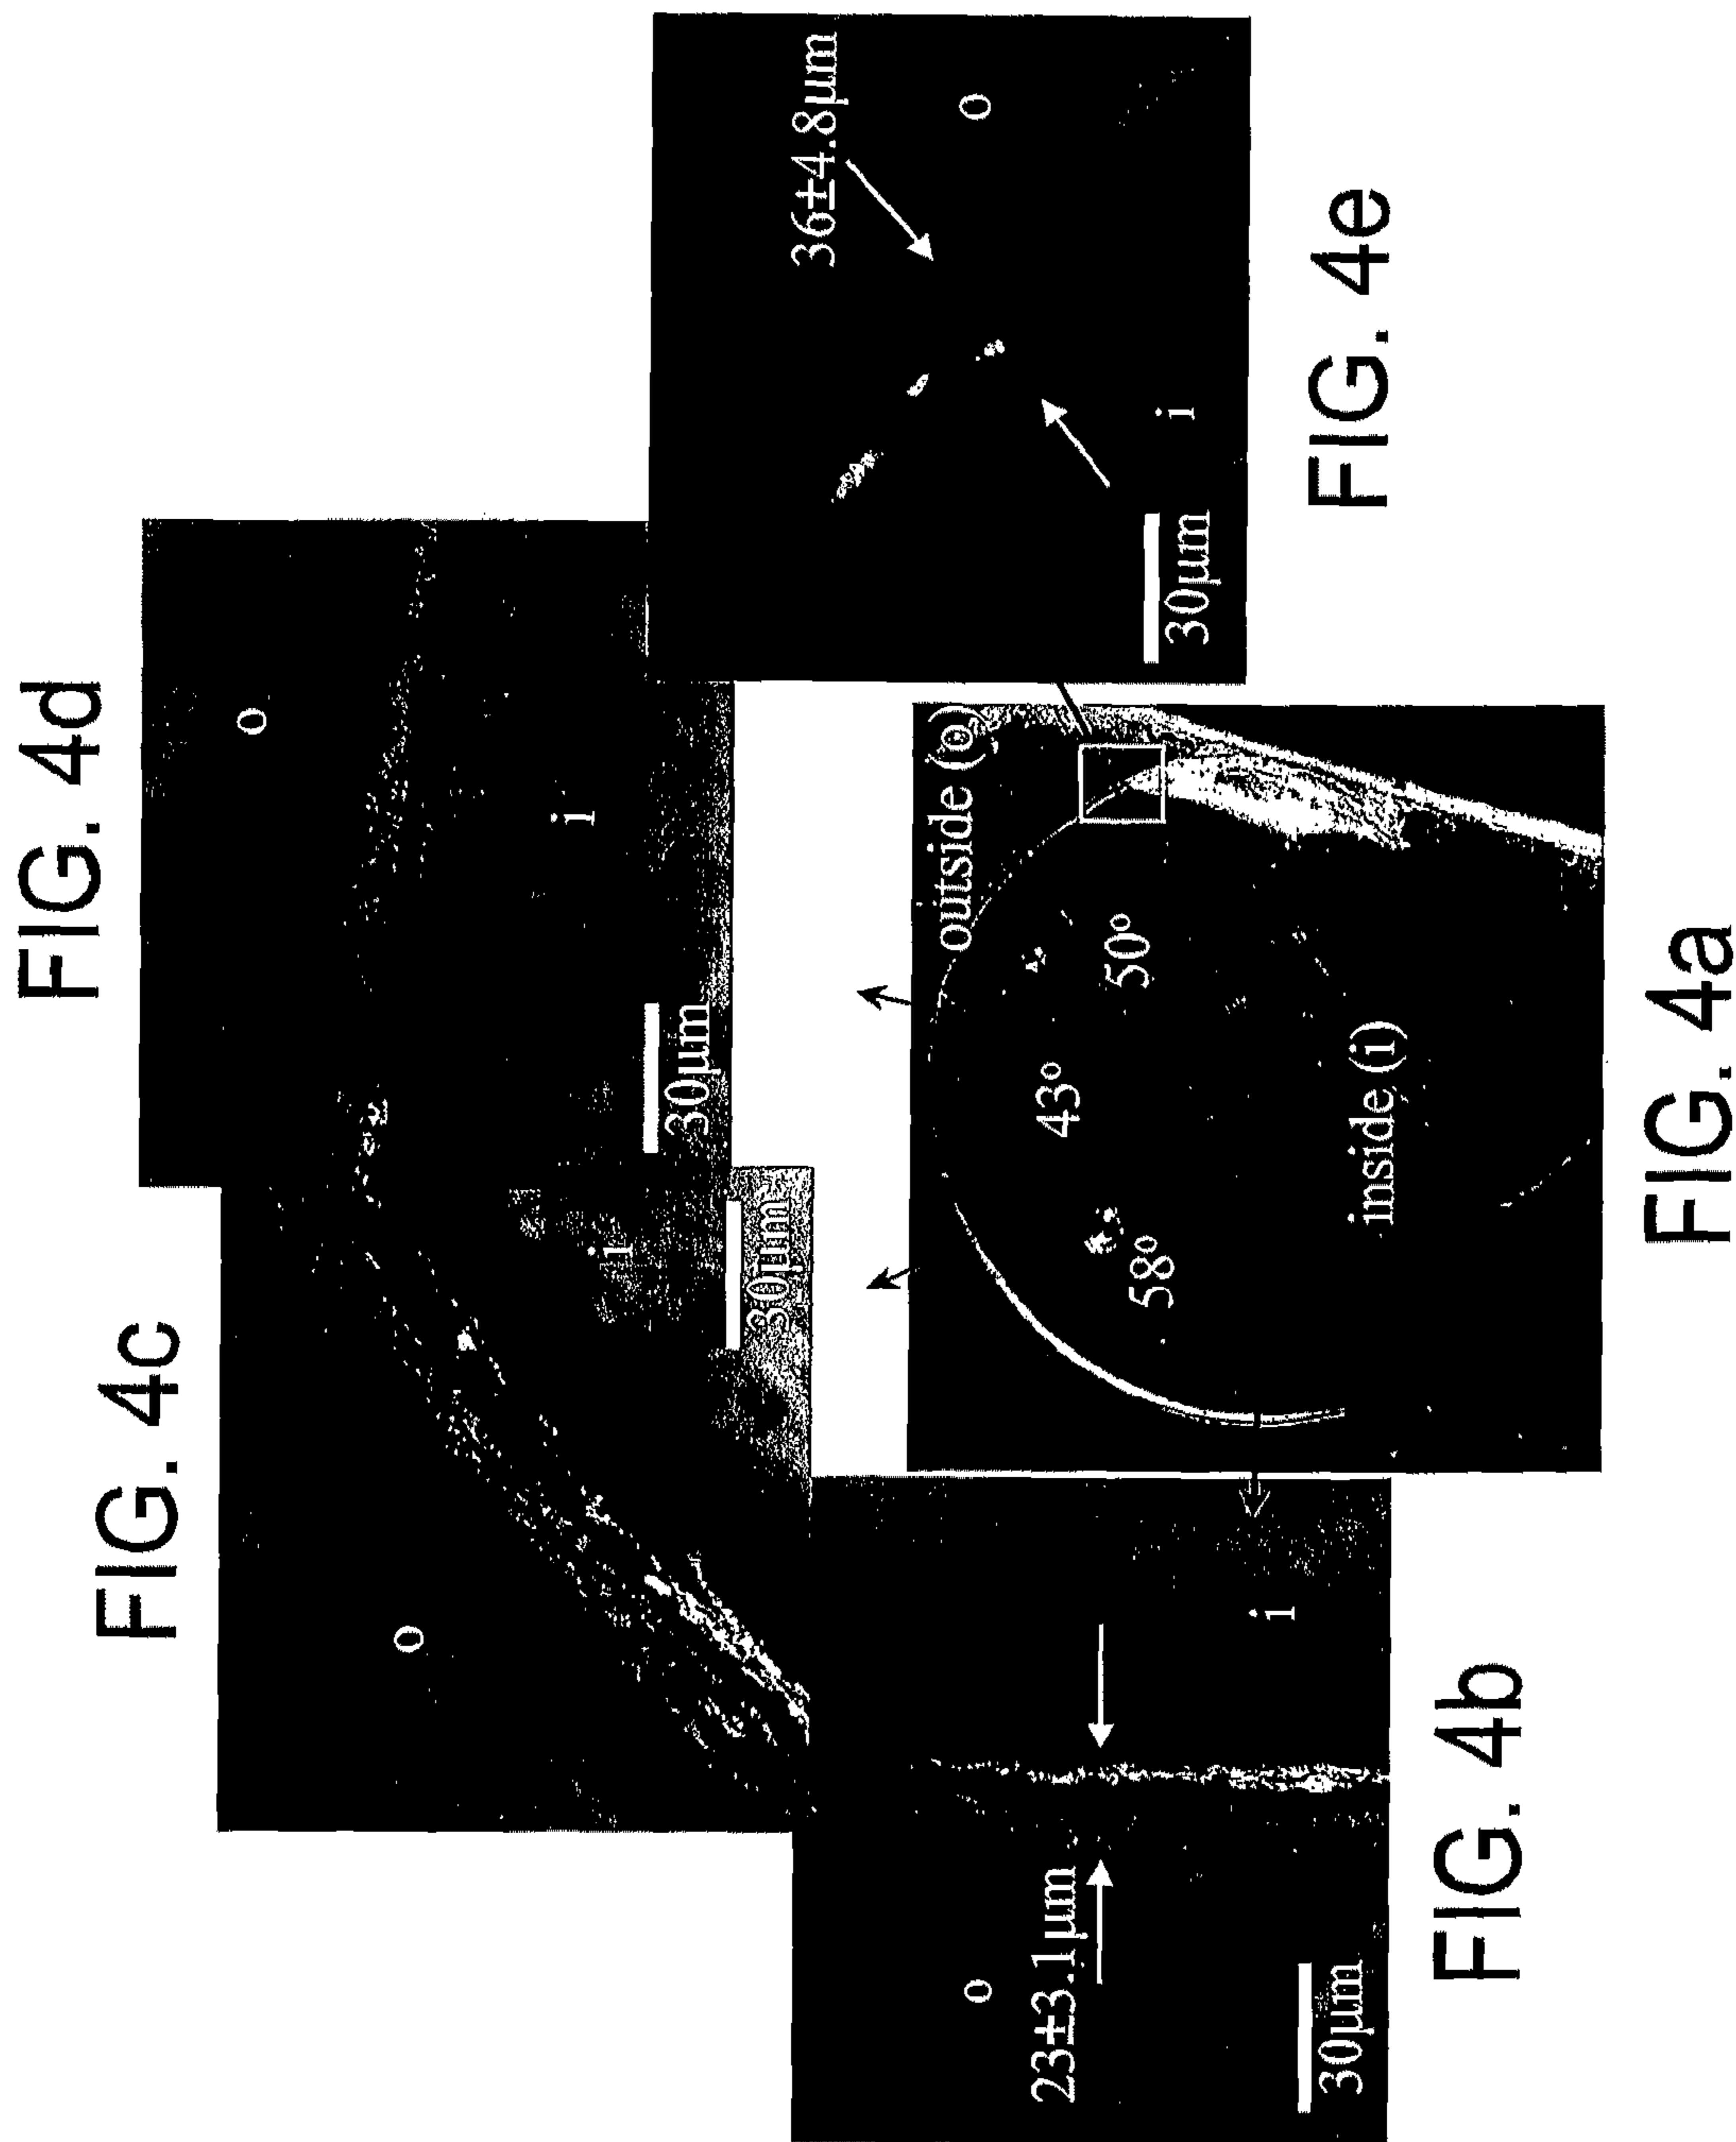 FIG. 4d
o
i
30µm
FIG. 4c
o
i
30µm
36±4.8µm
o
i
30µm
FIG. 4e
outside (o)
50°
43°
58°
inside (i)
FIG. 4a
o
23±3.1µm
i
30µm
FIG. 4b